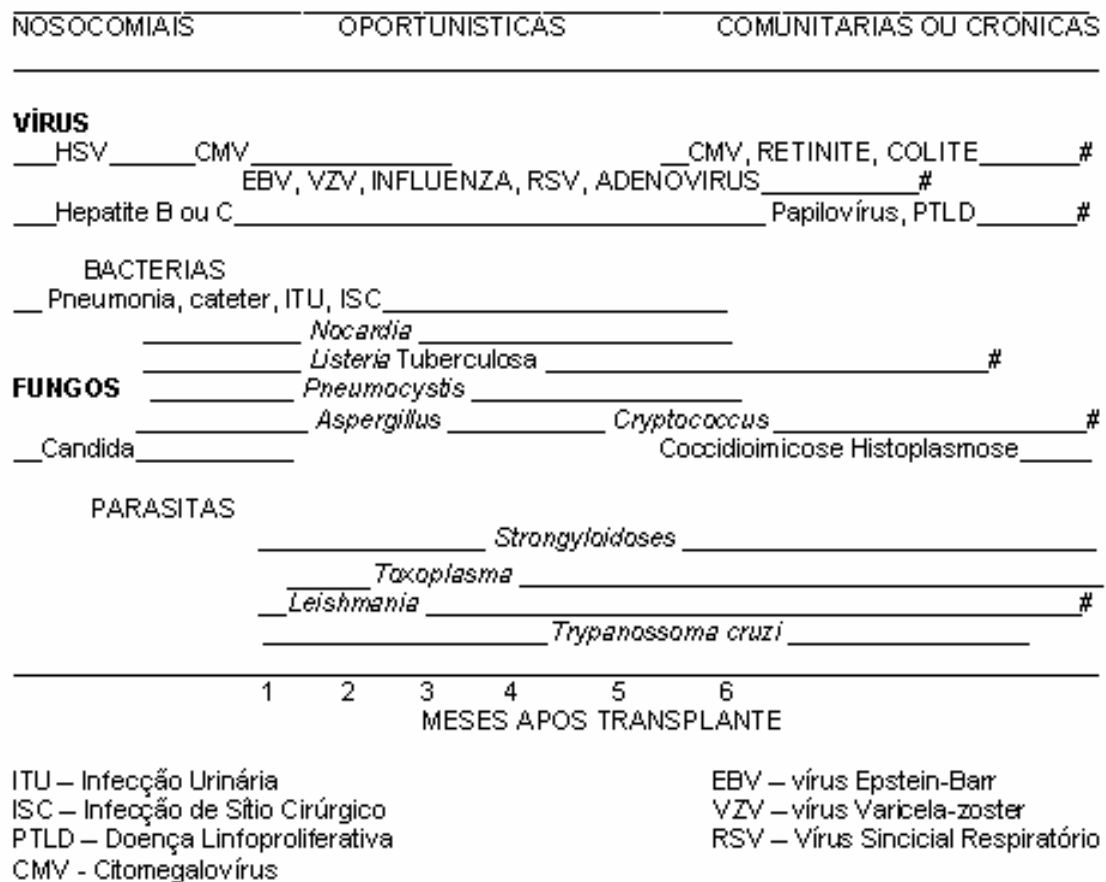 NOSOCOMIAIS OPORTUNISTICAS COMUNITARIAS OU CRONICAS
VÍRUS
HSV CMV CMV, RETINITE, COLITE #
EBV, VZV, INFLUENZA, RSV, ADENOVIRUS #
Hepatite B ou C Papilovírus, PTLD #
BACTERIAS
Pneumonia, cateter, ITU, ISC
Nocardia
Listeria Tuberculosa #
FUNGOS Pneumocystis
Aspergillus Cryptococcus #
Candida Coccidioimicose Histoplasmose
PARASITAS
Strongyloidoses
Toxoplasma
Leishmania #
Trypanossoma cruzi
1 2 3 4 5 6
MESES APOS TRANSPLANTE
ITU – Infecção Urinária EBV – vírus Epstein-Barr
ISC – Infecção de Sítio Cirúrgico VZV – vírus Varicela-zoster
PTLD – Doença Linfoproliferativa RSV – Vírus Sincicial Respiratório
CMV - Citomegalovírus